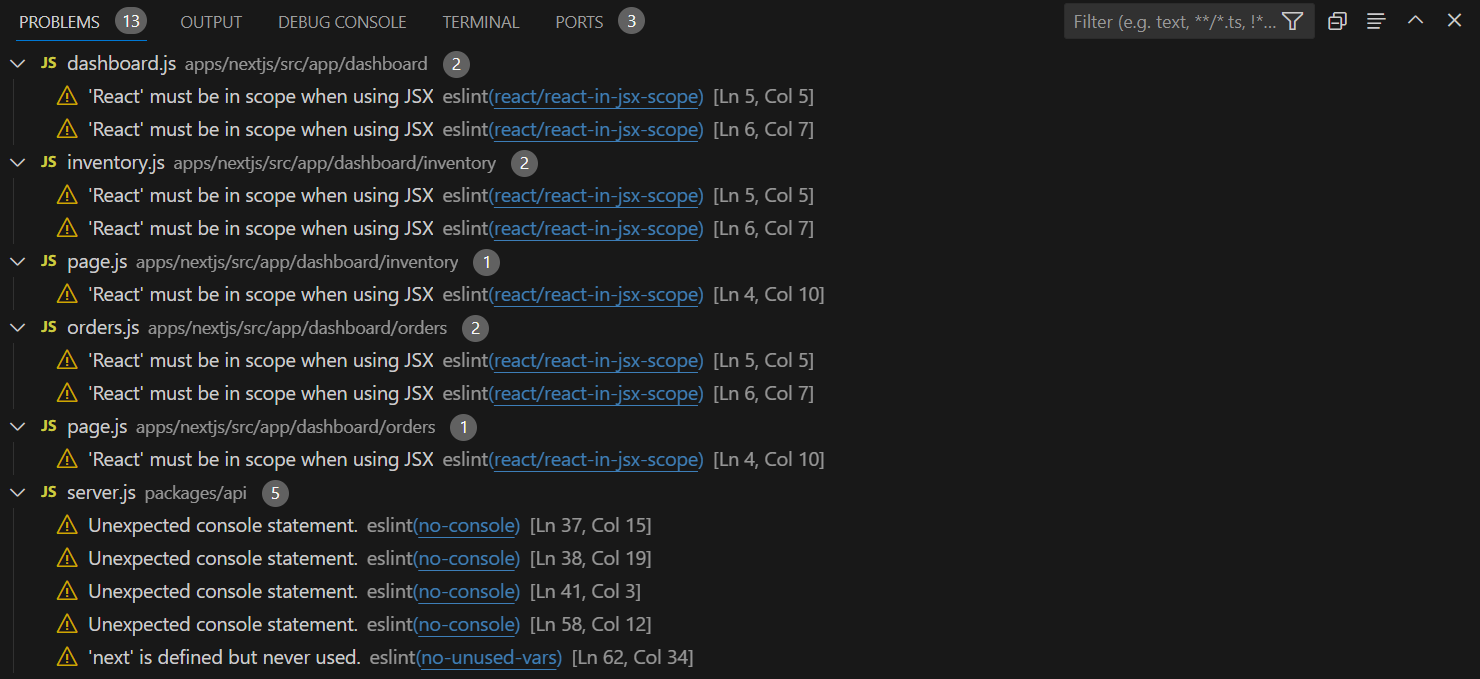 PROBLEMS 13 OUTPUT DEBUG CONSOLE TERMINAL PORTS 3 Filter (e.g. text, **/*.ts, !*...
JS dashboard.js apps/nextjs/src/app/dashboard 2
'React' must be in scope when using JSX eslint(react/react-in-jsx-scope) [Ln 5, Col 5]
'React' must be in scope when using JSX eslint(react/react-in-jsx-scope) [Ln 6, Col 7]
JS inventory.js apps/nextjs/src/app/dashboard/inventory 2
'React' must be in scope when using JSX eslint(react/react-in-jsx-scope) [Ln 5, Col 5]
'React' must be in scope when using JSX eslint(react/react-in-jsx-scope) [Ln 6, Col 7]
JS page.js apps/nextjs/src/app/dashboard/inventory 1
'React' must be in scope when using JSX eslint(react/react-in-jsx-scope) [Ln 4, Col 10]
JS orders.js apps/nextjs/src/app/dashboard/orders 2
'React' must be in scope when using JSX eslint(react/react-in-jsx-scope) [Ln 5, Col 5]
'React' must be in scope when using JSX eslint(react/react-in-jsx-scope) [Ln 6, Col 7]
JS page.js apps/nextjs/src/app/dashboard/orders 1
'React' must be in scope when using JSX eslint(react/react-in-jsx-scope) [Ln 4, Col 10]
JS server.js packages/api 5
Unexpected console statement. eslint(no-console) [Ln 37, Col 15]
Unexpected console statement. eslint(no-console) [Ln 38, Col 19]
Unexpected console statement. eslint(no-console) [Ln 41, Col 3]
Unexpected console statement. eslint(no-console) [Ln 58, Col 12]
'next' is defined but never used. eslint(no-unused-vars) [Ln 62, Col 34]